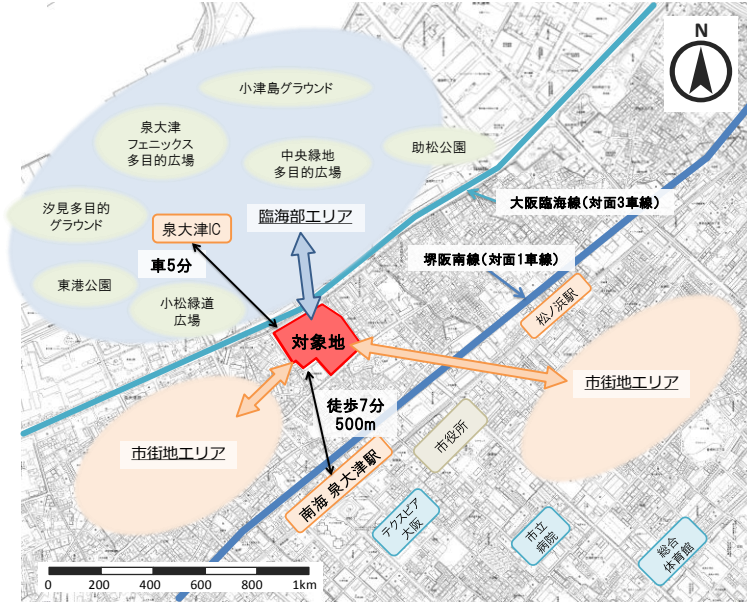 N
小津島グラウンド
泉大津
フェニックス
多目的広場
中央緑地
多目的広場
助松公園
汐見多目的
グラウンド
泉大津IC
臨海部エリア
大阪臨海線(対面3車線)
車5分
堺阪南線(対面1車線)
東港公園
小松緑道
広場
松ノ浜駅
対象地
市街地エリア
徒歩7分
500m
市街地エリア
市役所
南海 泉大津駅
テクスピア
大阪
市立
病院
総合
体育館
0 200 400 600 800 1km